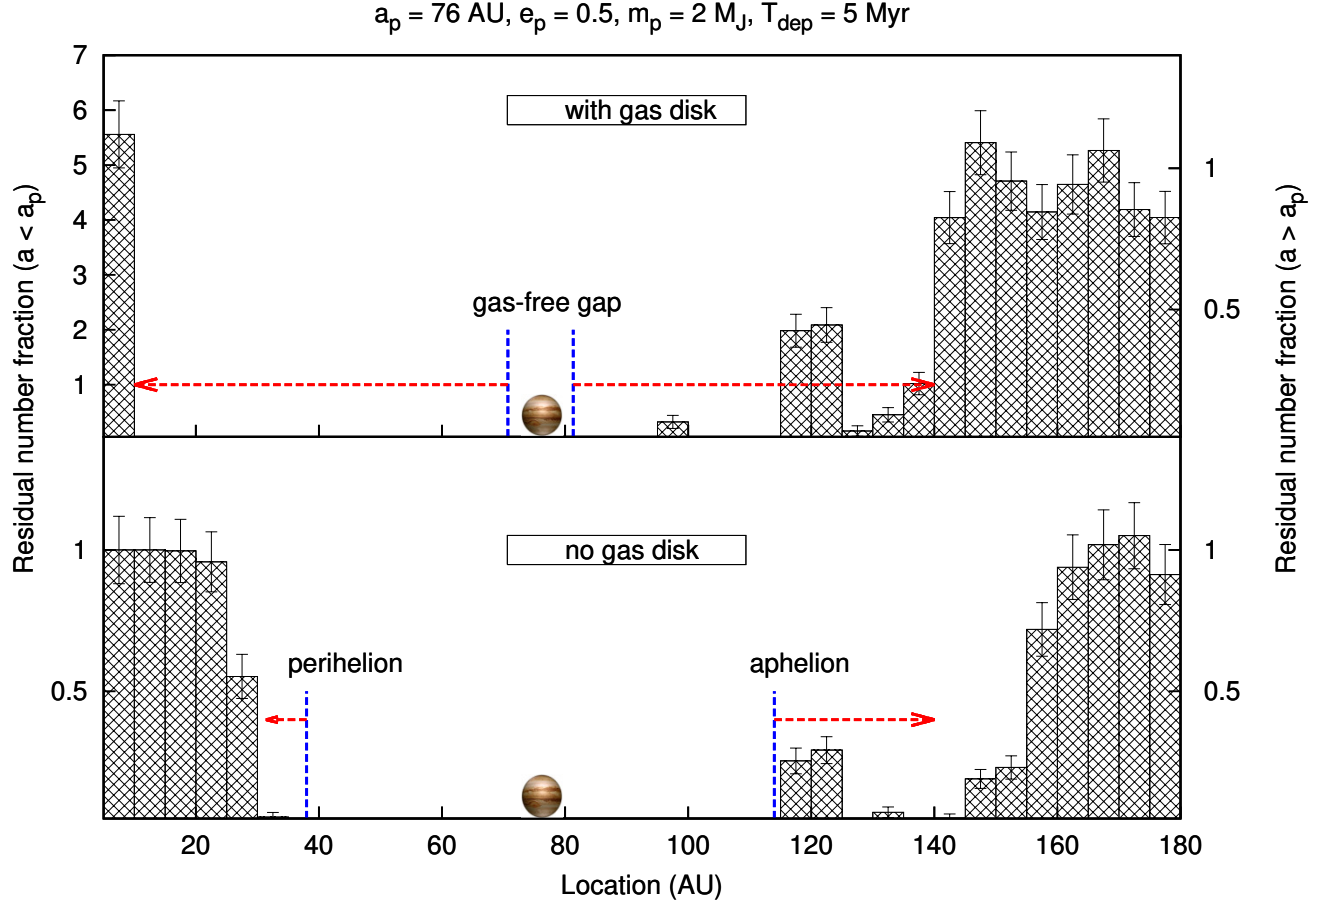 a_p = 76 AU, e_p = 0.5, m_p = 2 M_J, T_dep = 5 Myr
7
6
5
4
3
2
1
with gas disk
gas-free gap
1
0.5
Residual number fraction (a < a_p)
Residual number fraction (a > a_p)
1
0.5
no gas disk
perihelion
aphelion
1
0.5
20 40 60 80 100 120 140 160 180
Location (AU)